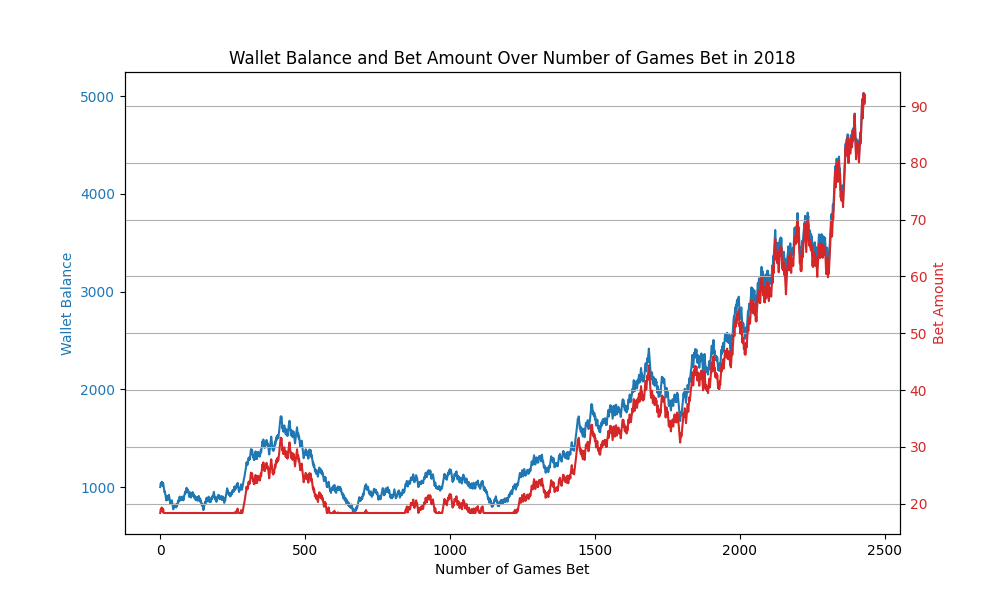 Wallet Balance and Bet Amount Over Number of Games Bet in 2018
5000
4000
3000
2000
1000
Wallet Balance
90
80
70
60
50
40
30
20
Bet Amount
0 500 1000 1500 2000 2500
Number of Games Bet